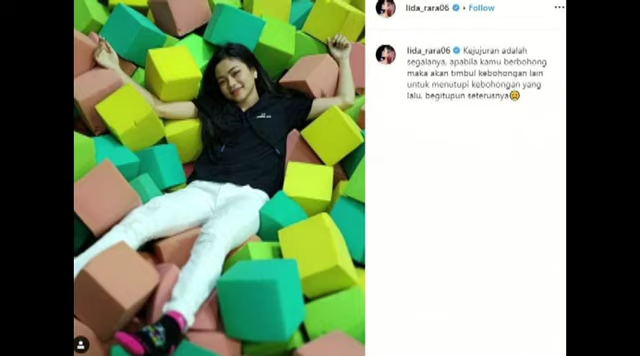 lida_rara06 • Follow
lida_rara06 Kejujuran adalah
segalanya, apabila kamu berbohong
maka akan timbul kebohongan lain
untuk menutupi kebohongan yang
lalu. begitupun seterusnya😢